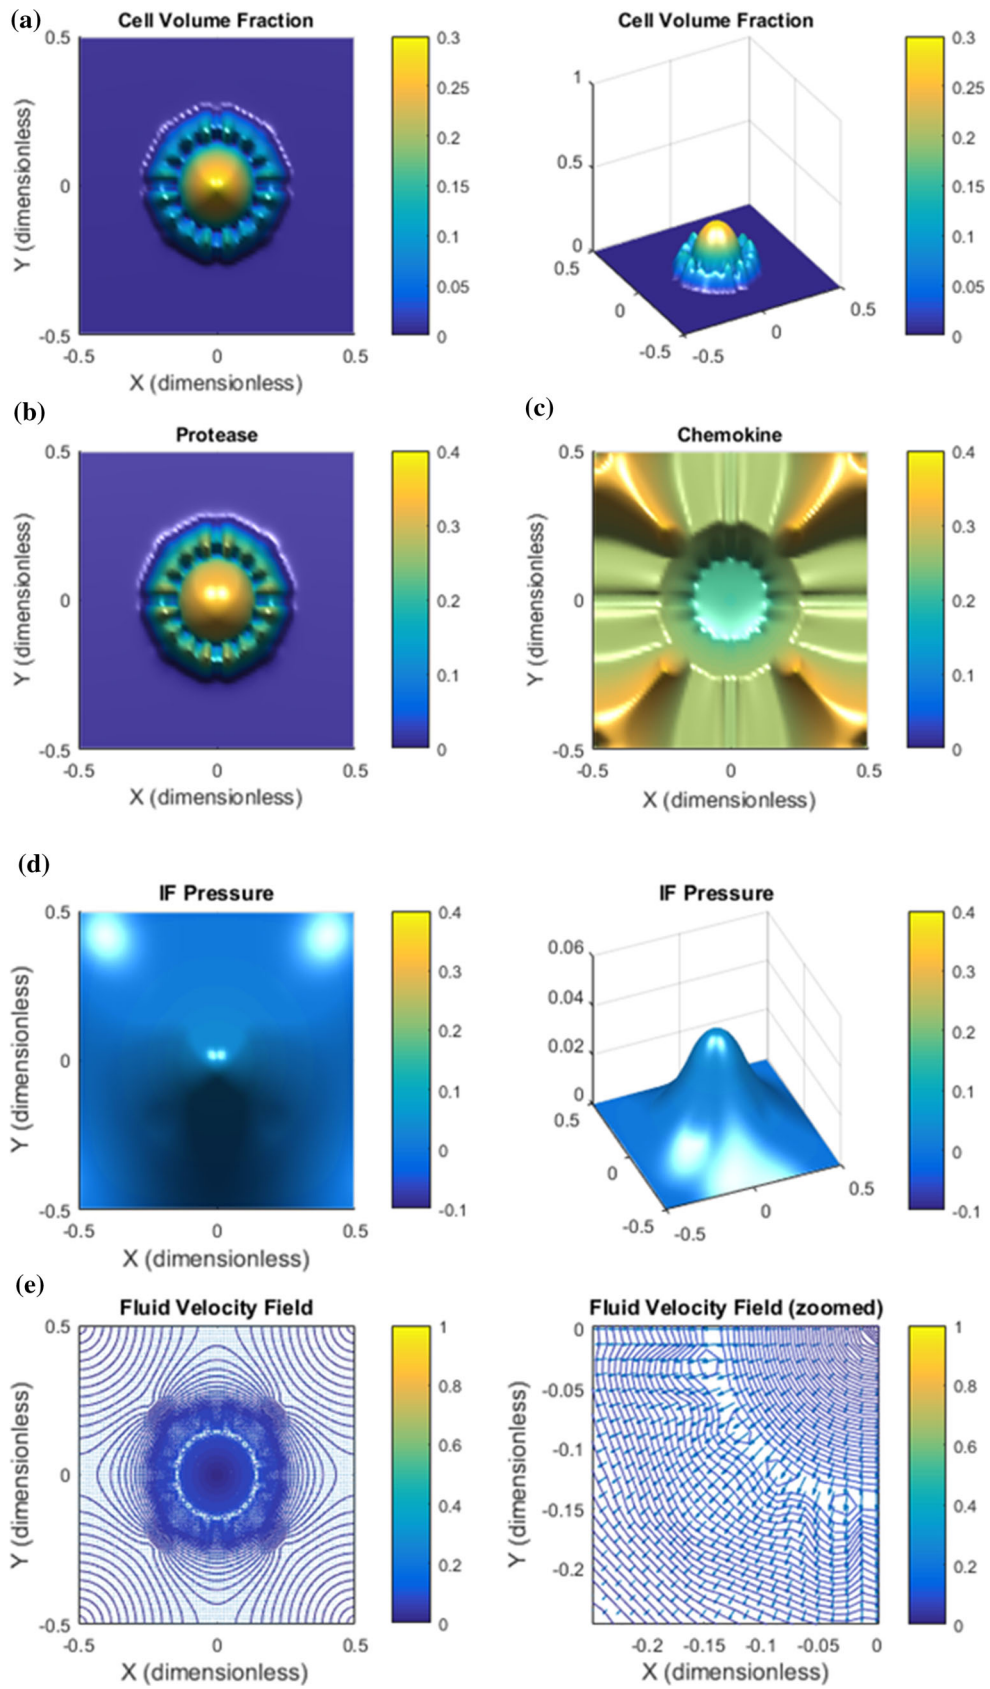 (a)
Cell Volume Fraction
Cell Volume Fraction
0.5
0
-0.5
Y (dimensionless)
-0.5 0 0.5
X (dimensionless)
0.3
0.25
0.2
0.15
0.1
0.05
0
1
0.5
0
0.5
0
-0.5
-0.5
0
0.5
0.3
0.25
0.2
0.15
0.1
0.05
0
(b)
Protease
0.5
0
-0.5
Y (dimensionless)
-0.5 0 0.5
X (dimensionless)
0.4
0.3
0.2
0.1
0
(c)
Chemokine
0.5
0
-0.5
Y (dimensionless)
-0.5 0 0.5
X (dimensionless)
0.4
0.3
0.2
0.1
0
(d)
IF Pressure
0.5
0
-0.5
Y (dimensionless)
-0.5 0 0.5
X (dimensionless)
0.4
0.3
0.2
0.1
0
-0.1
IF Pressure
0.06
0.04
0.02
0
0.5
0
-0.5
-0.5
0
0.5
0.4
0.3
0.2
0.1
0
-0.1
(e)
Fluid Velocity Field
0.5
0
-0.5
Y (dimensionless)
-0.5 0 0.5
X (dimensionless)
1
0.8
0.6
0.4
0.2
0
Fluid Velocity Field (zoomed)
0
-0.05
-0.1
-0.15
-0.2
Y (dimensionless)
-0.2 -0.15 -0.1 -0.05 0
X (dimensionless)
1
0.8
0.6
0.4
0.2
0